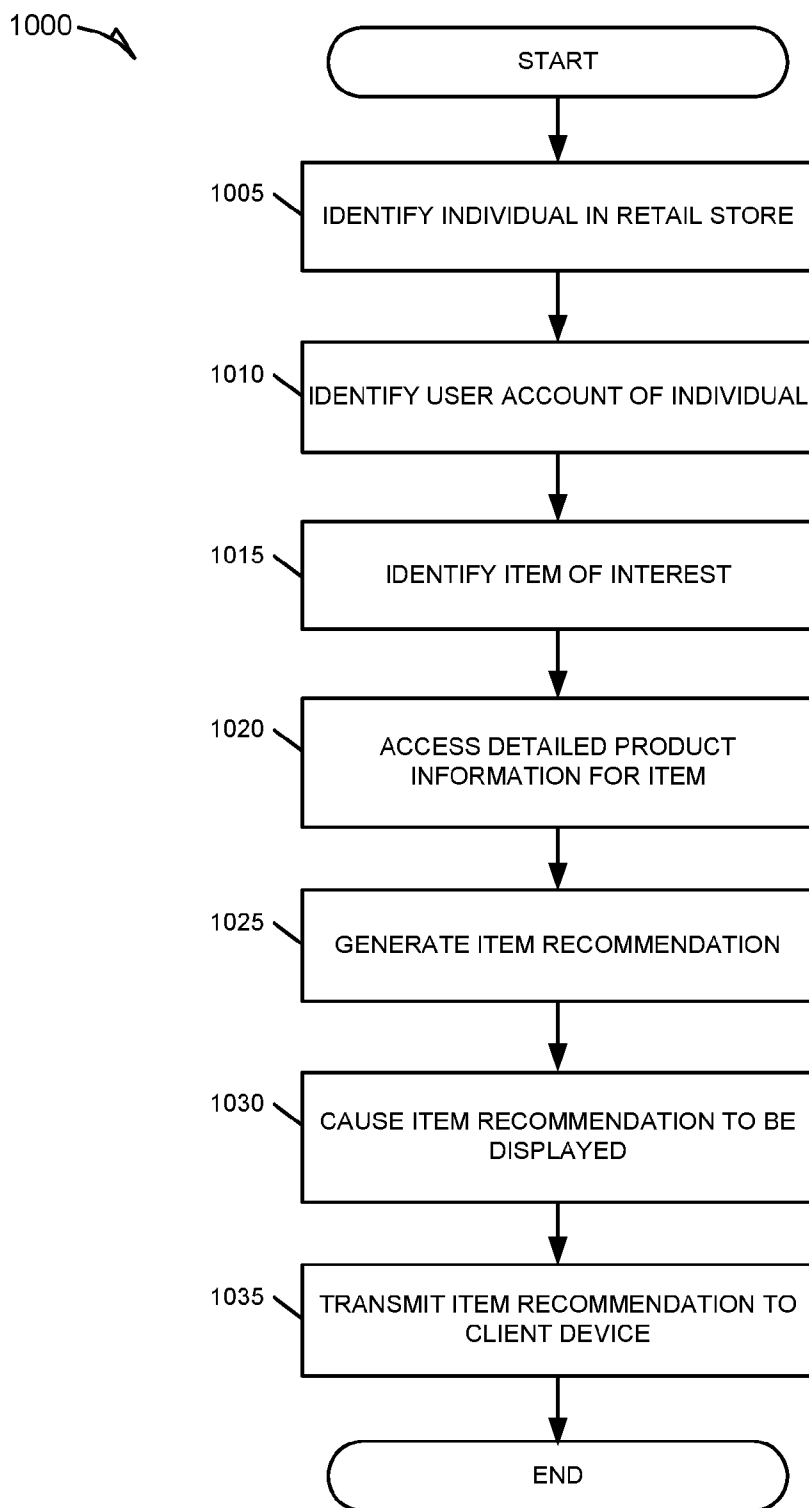 1000
START
1005
IDENTIFY INDIVIDUAL IN RETAIL STORE
1010
IDENTIFY USER ACCOUNT OF INDIVIDUAL
1015
IDENTIFY ITEM OF INTEREST
1020
ACCESS DETAILED PRODUCT
INFORMATION FOR ITEM
1025
GENERATE ITEM RECOMMENDATION
1030
CAUSE ITEM RECOMMENDATION TO BE
DISPLAYED
1035
TRANSMIT ITEM RECOMMENDATION TO
CLIENT DEVICE
END